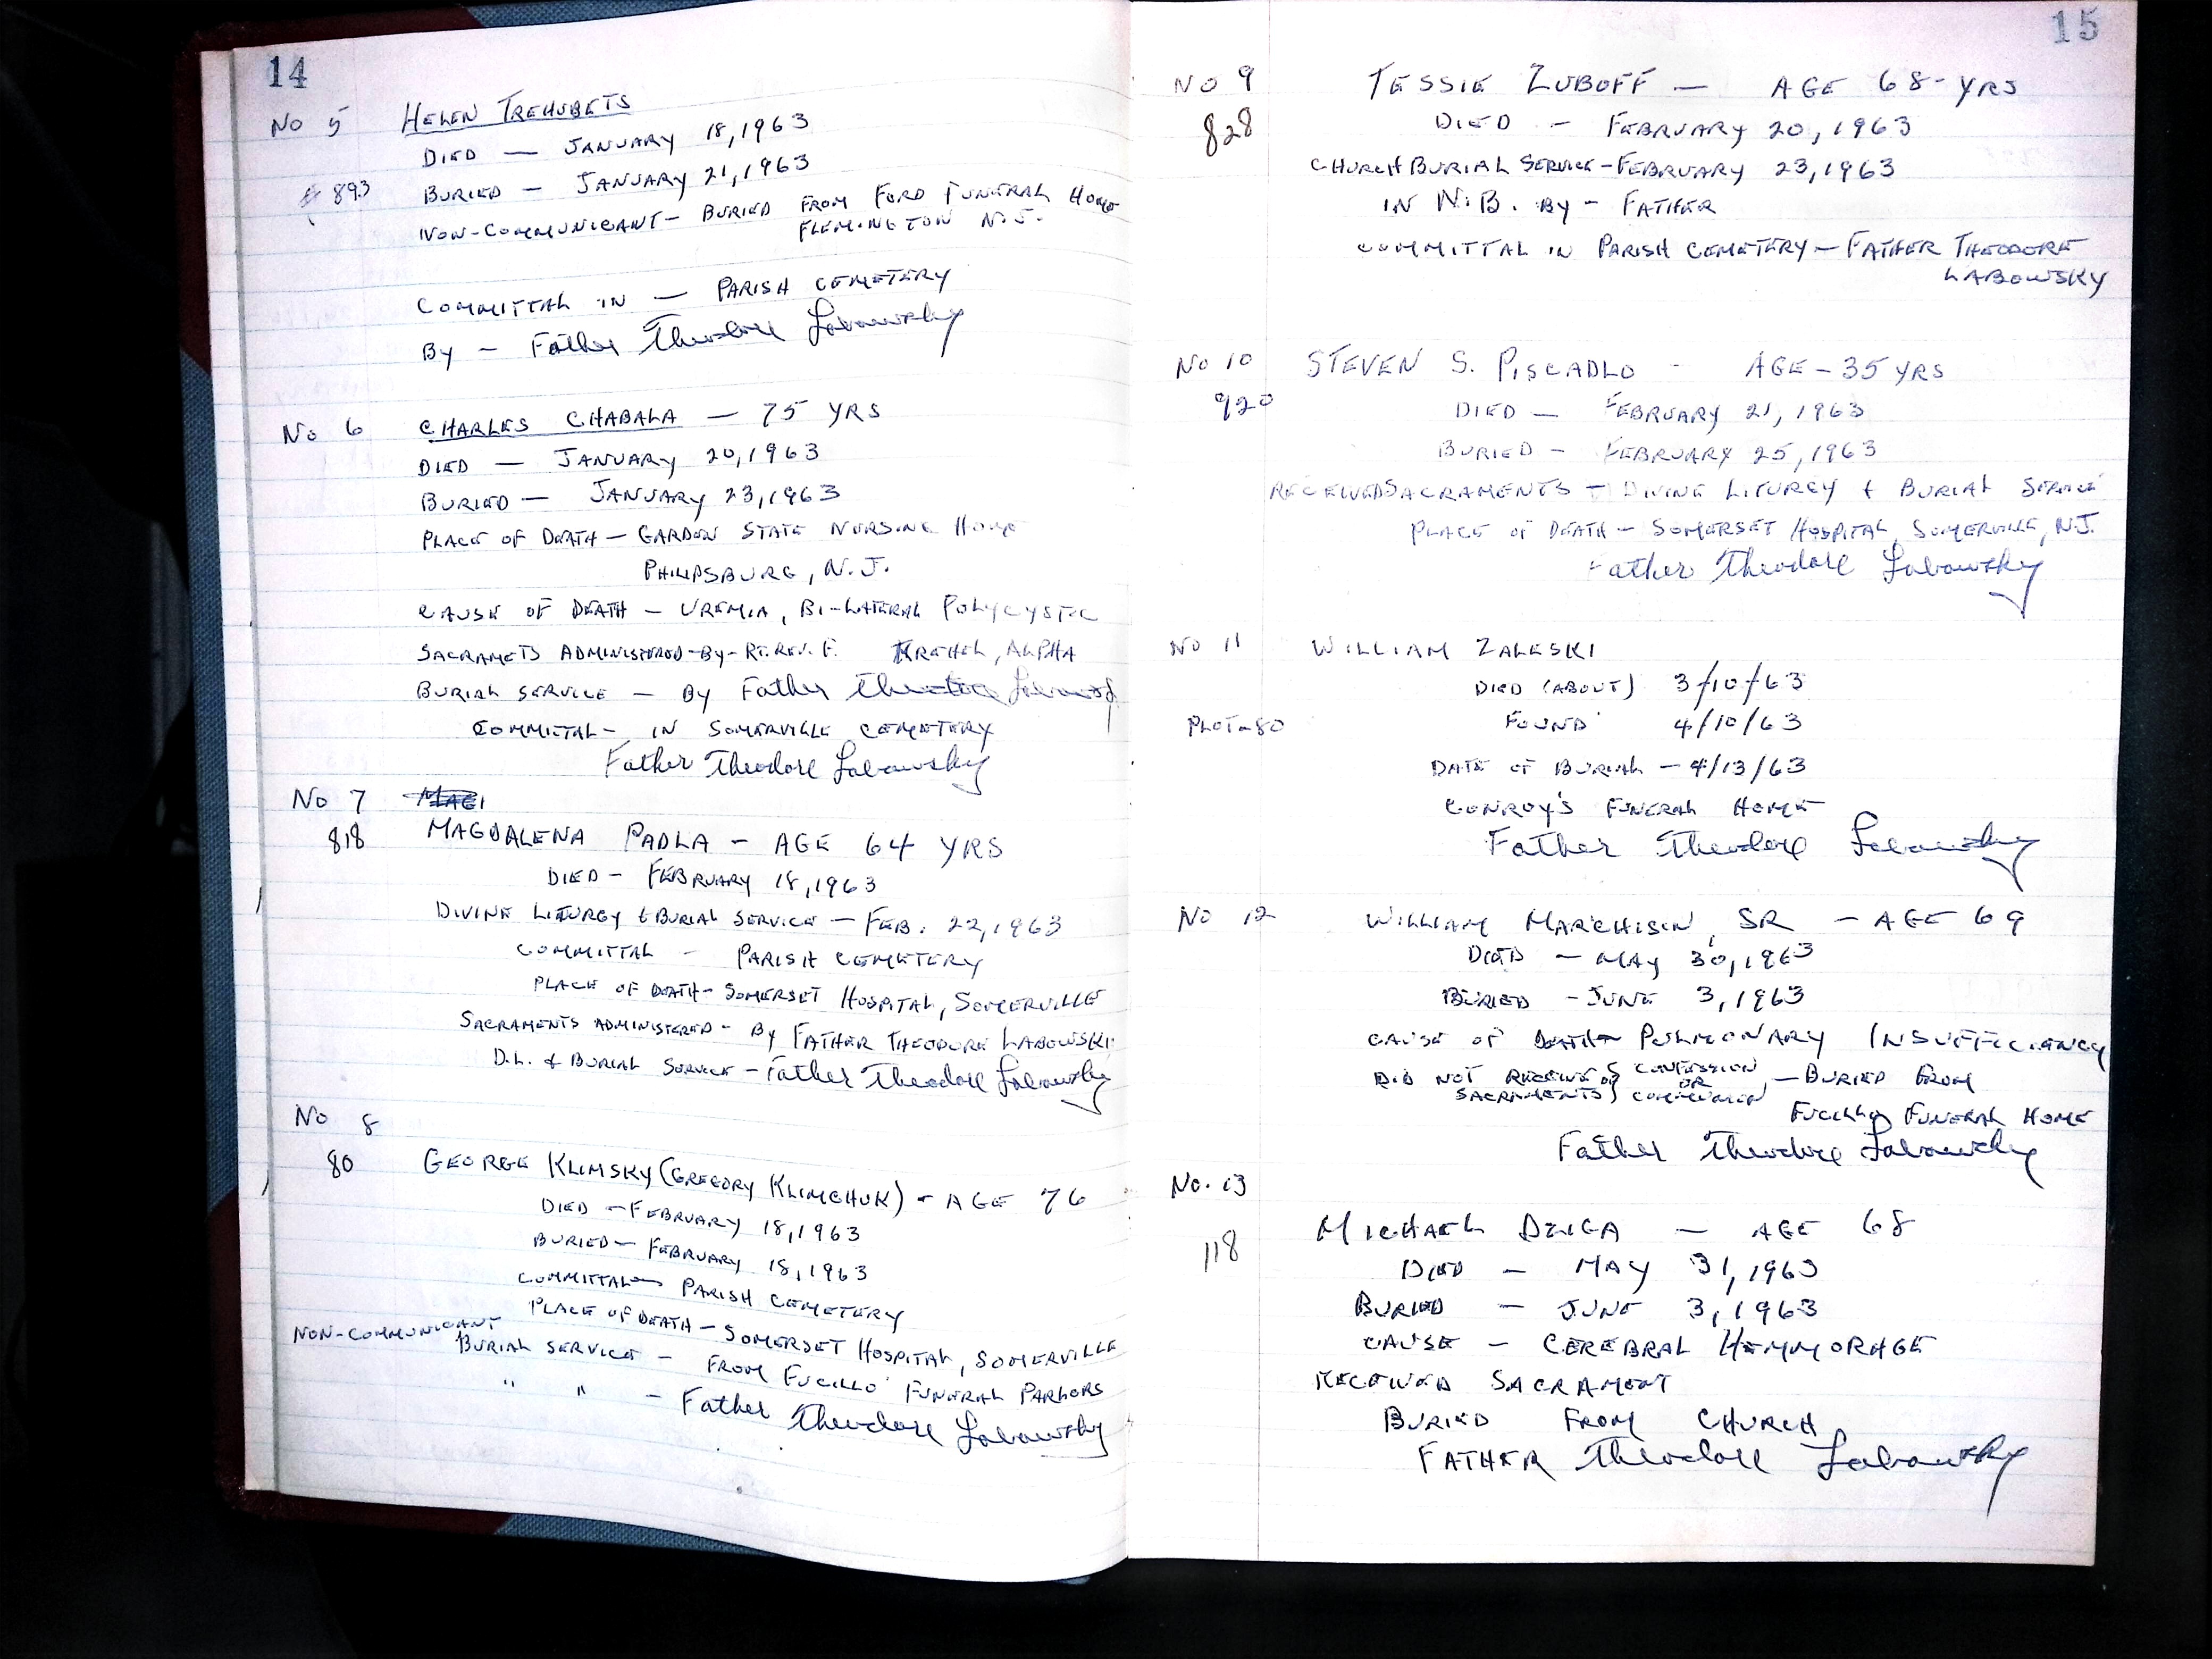 14
No 5 HELEN TREHUBETS
DIED — JANUARY 18, 1963
# 893 BURIED — JANUARY 21, 1963
NON-COMMUNICANT — BURIED FROM FORD FUNERAL HOME
FLEMINGTON N.J.
COMMITTAL IN — PARISH CEMETERY
BY — Father Theodore Labowsky
No 6 CHARLES CHABALA — 75 YRS
DIED — JANUARY 20, 1963
BURIED — JANUARY 23, 1963
PLACE OF DEATH — GARDEN STATE NURSING HOME
PHILIPSBURG, N.J.
CAUSE OF DEATH — UREMIA, BI-LATERAL POLYCYSTIC
SACRAMETS ADMINISTERED-BY-RT. REV. F. KREHEL, ALPHA
BURIAL SERVICE — BY Father Theodore Labowsky
COMMITTAL — IN SOMERVILLE CEMETERY
Father Theodore Labowsky
No 7
818 MAGDALENA PADLA — AGE 64 YRS
DIED — FEBRUARY 18, 1963
DIVINE LITURGY & BURIAL SERVICE — FEB. 22, 1963
COMMITTAL — PARISH CEMETERY
PLACE OF DEATH — SOMERSET HOSPITAL, SOMERVILLE
SACRAMENTS ADMINISTERED — BY FATHER THEODORE LABOWSKI
D.L. & BURIAL SERVICE — Father Theodore Labowsky
No 8
80 GEORGE KLIMSKY (GREGORY KLIMCHUK) - AGE 76
DIED — FEBRUARY 18, 1963
BURIED — FEBRUARY 18, 1963
COMMITTAL — PARISH CEMETERY
PLACE OF DEATH — SOMERSET HOSPITAL, SOMERVILLE
NON-COMMUNICANT
BURIAL SERVICE — FROM FUCILLO FUNERAL PARLORS
" " — Father Theodore Labowsky
15
No 9 TESSIE ZUBOFF — AGE 68- YRS
828 DIED — FEBRUARY 20, 1963
CHURCH BURIAL SERVICE — FEBRUARY 23, 1963
IN N.B. BY — FATHER
COMMITTAL IN PARISH CEMETERY — FATHER THEODORE
LABOWSKY
No 10 STEVEN S. PISCADLO - AGE — 35 YRS
920 DIED — FEBRUARY 21, 1963
BURIED — FEBRUARY 25, 1963
RECEIVED SACRAMENTS — DIVINE LITURGY & BURIAL SERVICE
PLACE OF DEATH — SOMERSET HOSPITAL, SOMERVILLE, N.J.
Father Theodore Labowsky
No 11 WILLIAM ZALESKI
DIED (ABOUT) 3/10/63
PLOT-80 FOUND 4/10/63
DATE OF BURIAL — 4/13/63
CONROY'S FUNERAL HOME
Father Theodore Labowsky
No 12 WILLIAM MARCHISIN, SR — AGE 69
DIED — MAY 30, 1963
BURIED — JUNE 3, 1963
CAUSE OF DEATH — PULMONARY INSUFFICIENCY
DID NOT RECEIVE OF SACRAMENTS} CONFESSION OR COMMUNION — BURIED FROM
FUCILLO FUNERAL HOME
Father Theodore Labowsky
No. 13
MICHAEL DZIGA — AGE 68
118 DIED — MAY 31, 1963
BURIED — JUNE 3, 1963
CAUSE — CEREBRAL HEMMORAGE
RECEIVED SACRAMENT
BURIED FROM CHURCH
FATHER Theodore Labowsky